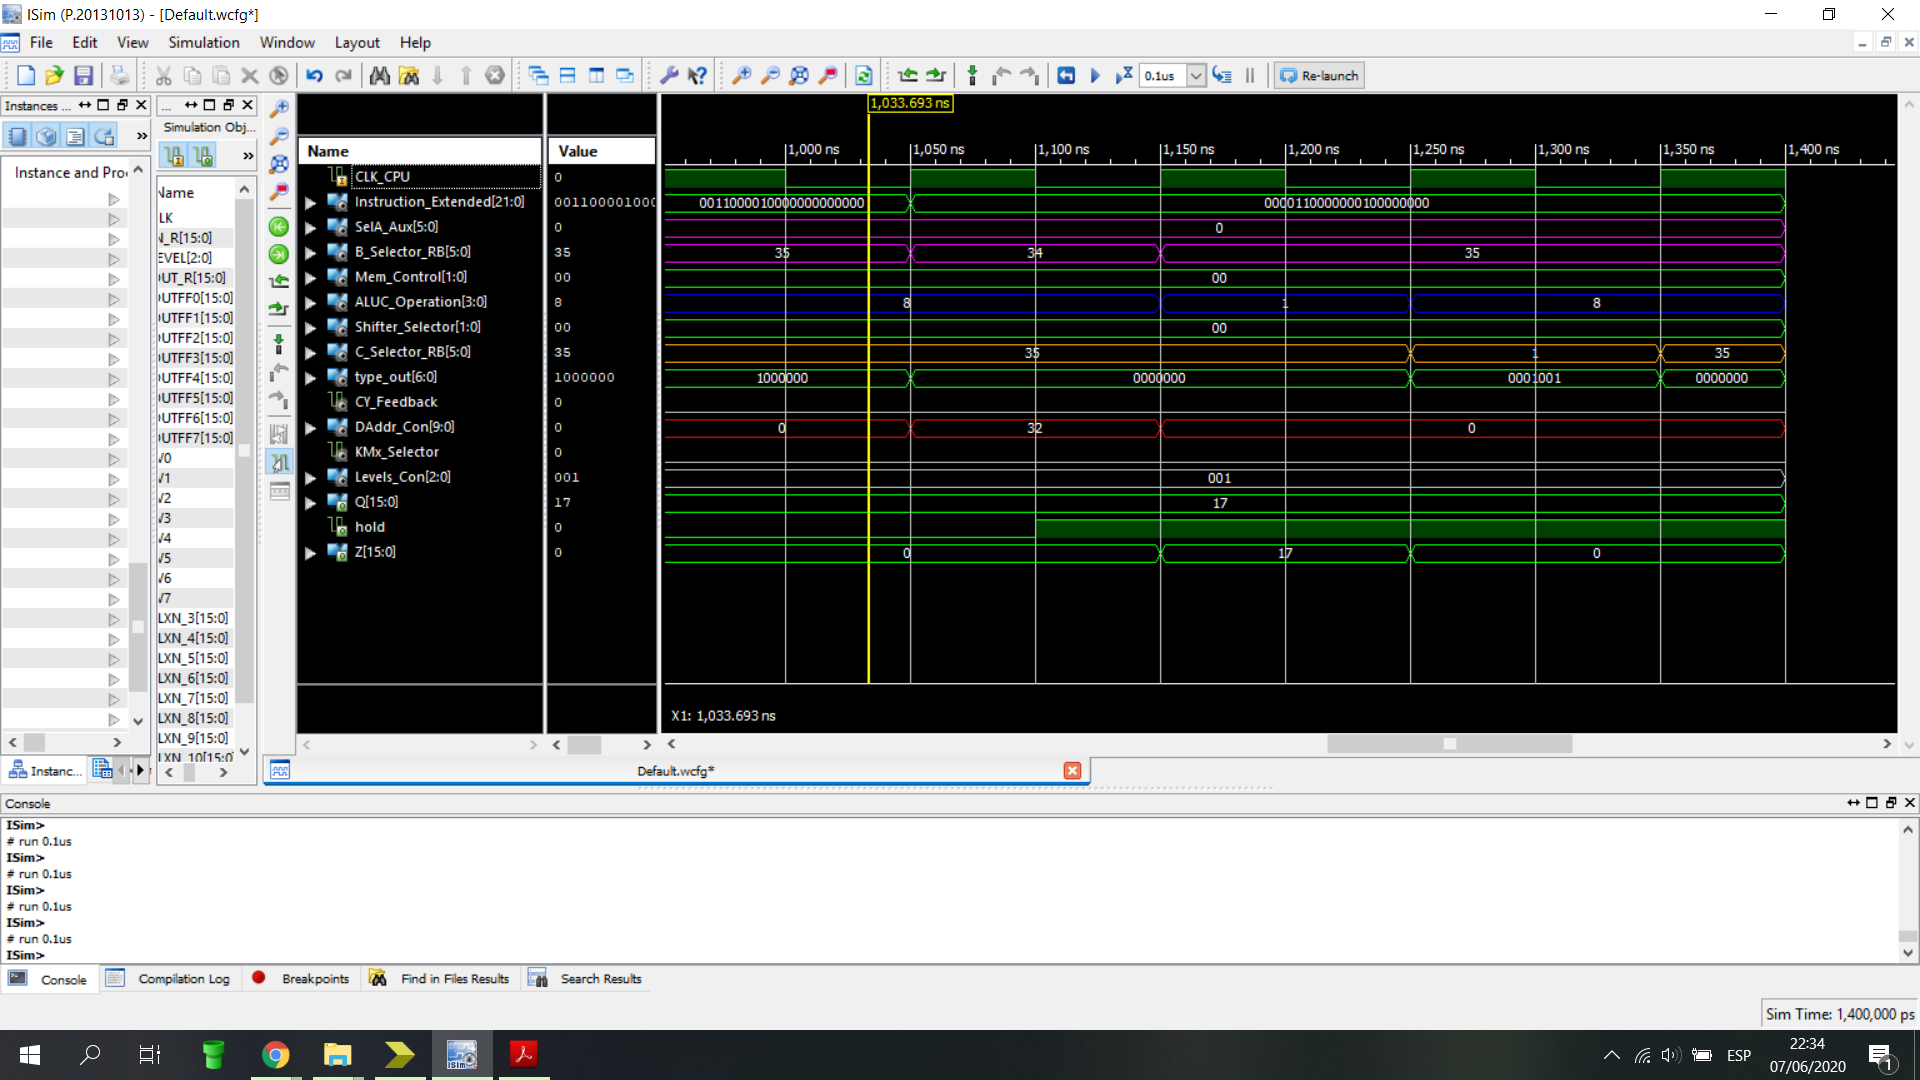 ISim (P.20131013) - [Default.wcfg*]
File Edit View Simulation Window Layout Help
0.1us Re-launch
Instances ...
...
Instance and Pro
Simulation Obj...
Name
LK
N_R[15:0]
EVEL[2:0]
OUT_R[15:0]
OUTFF0[15:0]
OUTFF1[15:0]
OUTFF2[15:0]
OUTFF3[15:0]
OUTFF4[15:0]
OUTFF5[15:0]
OUTFF6[15:0]
OUTFF7[15:0]
V0
V1
V2
V3
V4
V5
V6
V7
LXN_3[15:0]
LXN_4[15:0]
LXN_5[15:0]
LXN_6[15:0]
LXN_7[15:0]
LXN_8[15:0]
LXN_9[15:0]
LXN_10[15:0]
Instanc...
1,033.693 ns
Name Value
1,000 ns 1,050 ns 1,100 ns 1,150 ns 1,200 ns 1,250 ns 1,300 ns 1,350 ns 1,400 ns
CLK_CPU 0
Instruction_Extended[21:0] 001100001000 0011000010000000000000 0000110000000100000000
SelA_Aux[5:0] 0 0
B_Selector_RB[5:0] 35 35 34 35
Mem_Control[1:0] 00 00
ALUC_Operation[3:0] 8 8 1 8
Shifter_Selector[1:0] 00 00
C_Selector_RB[5:0] 35 35 1 35
type_out[6:0] 1000000 1000000 0000000 0001001 0000000
CY_Feedback 0
DAddr_Con[9:0] 0 0 32 0
KMx_Selector 0
Levels_Con[2:0] 001 001
Q[15:0] 17 17
hold 0
Z[15:0] 0 0 17 0
X1: 1,033.693 ns
Default.wcfg*
Console
ISim>
# run 0.1us
ISim>
# run 0.1us
ISim>
# run 0.1us
ISim>
# run 0.1us
ISim>
Console Compilation Log Breakpoints Find in Files Results Search Results
Sim Time: 1,400,000 ps
ISim
ESP
22:34
07/06/2020
1